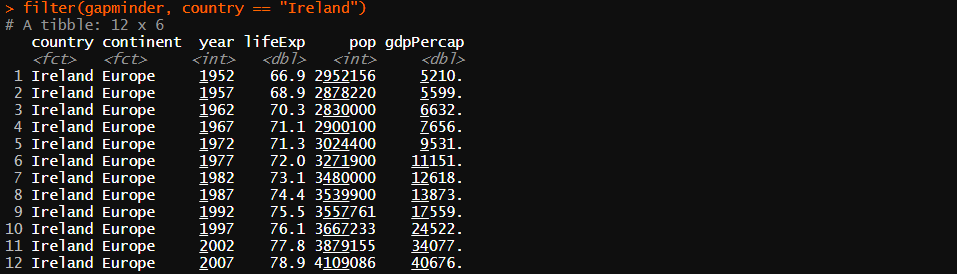 > filter(gapminder, country == "Ireland")
# A tibble: 12 x 6
country continent year lifeExp pop gdpPercap
<fct> <fct> <int> <dbl> <int> <dbl>
1 Ireland Europe 1952 66.9 2952156 5210.
2 Ireland Europe 1957 68.9 2878220 5599.
3 Ireland Europe 1962 70.3 2830000 6632.
4 Ireland Europe 1967 71.1 2900100 7656.
5 Ireland Europe 1972 71.3 3024400 9531.
6 Ireland Europe 1977 72.0 3271900 11151.
7 Ireland Europe 1982 73.1 3480000 12618.
8 Ireland Europe 1987 74.4 3539900 13873.
9 Ireland Europe 1992 75.5 3557761 17559.
10 Ireland Europe 1997 76.1 3667233 24522.
11 Ireland Europe 2002 77.8 3879155 34077.
12 Ireland Europe 2007 78.9 4109086 40676.